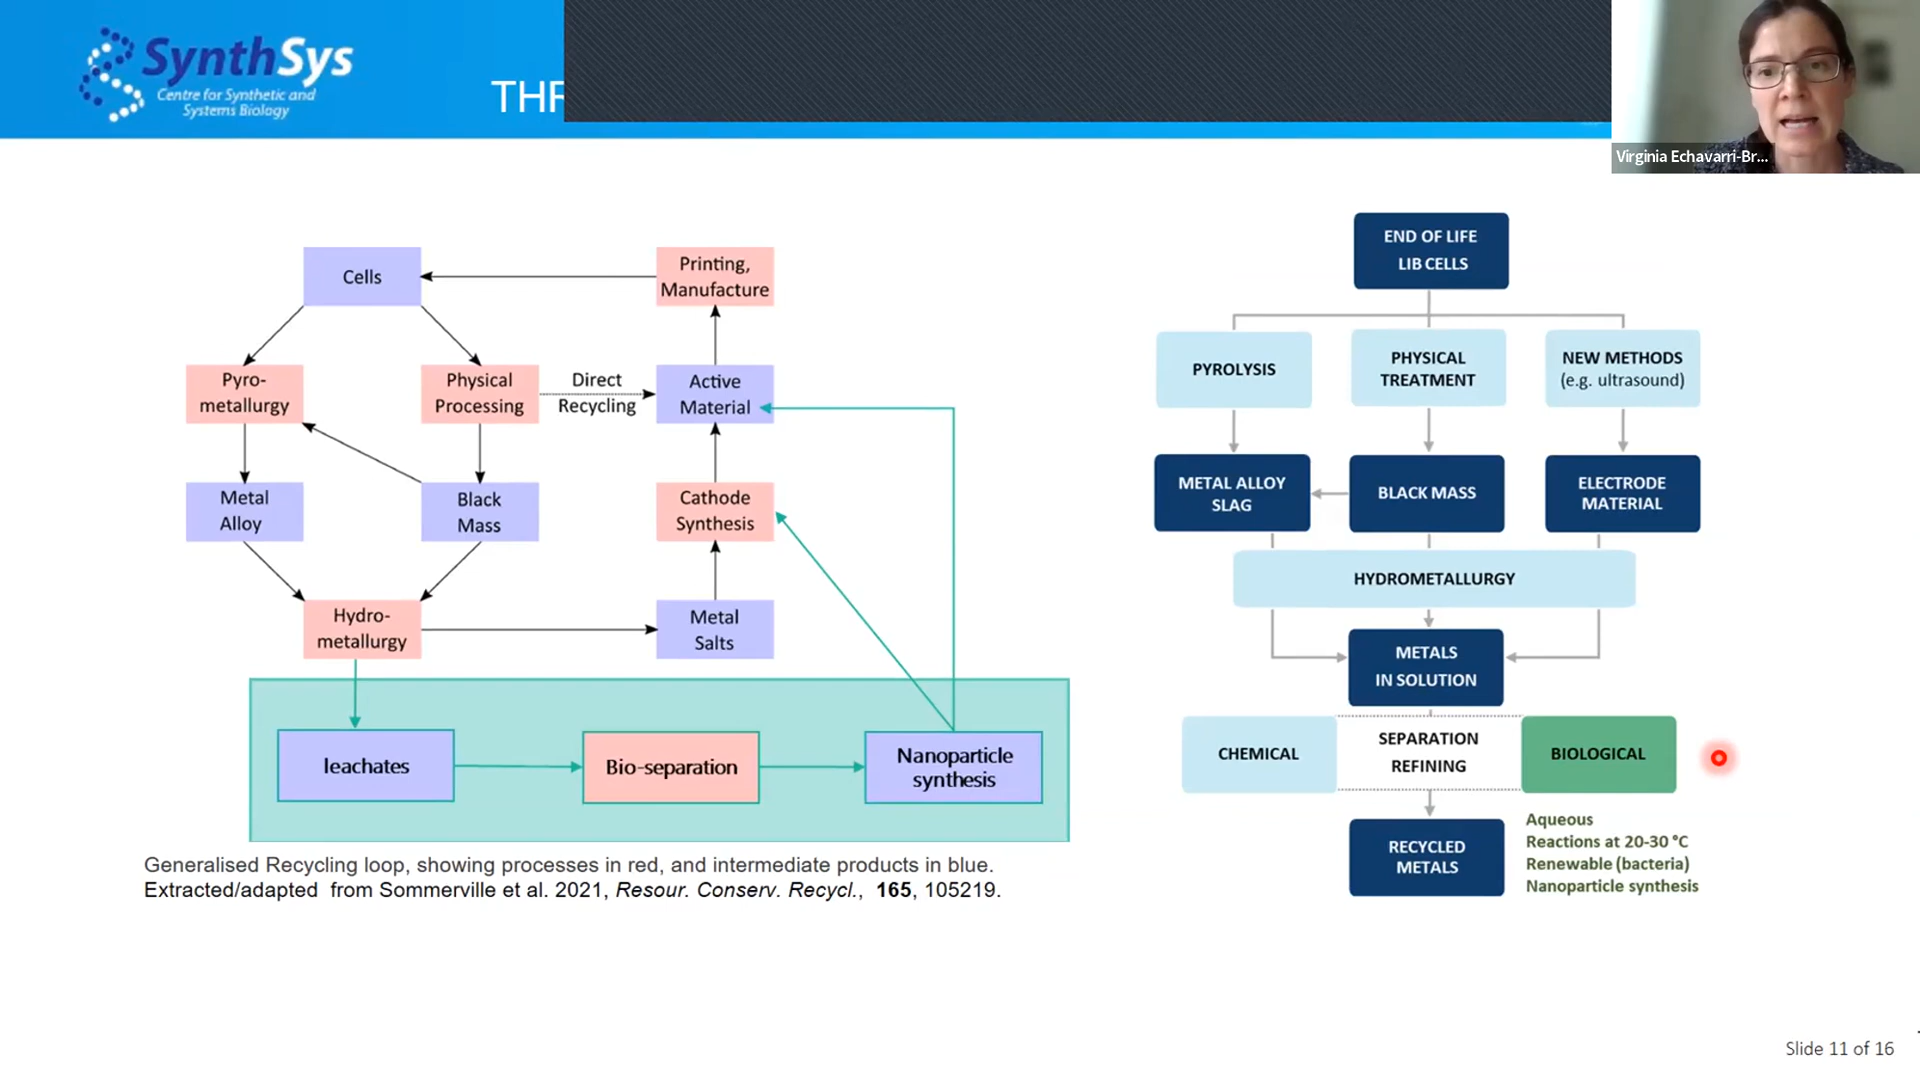 SynthSys
Centre for Synthetic and
Systems Biology
Virginia Echavarri-Br...
Cells
Printing,
Manufacture
Pyro-
metallurgy
Physical
Processing
Direct
Recycling
Active
Material
Metal
Alloy
Black
Mass
Cathode
Synthesis
Hydro-
metallurgy
Metal
Salts
leachates
Bio-separation
Nanoparticle
synthesis
Generalised Recycling loop, showing processes in red, and intermediate products in blue.
Extracted/adapted from Sommerville et al. 2021, Resour. Conserv. Recycl., 165, 105219.
END OF LIFE
LIB CELLS
PYROLYSIS
PHYSICAL
TREATMENT
NEW METHODS
(e.g. ultrasound)
METAL ALLOY
SLAG
BLACK MASS
ELECTRODE
MATERIAL
HYDROMETALLURGY
METALS
IN SOLUTION
CHEMICAL
SEPARATION
REFINING
BIOLOGICAL
RECYCLED
METALS
Aqueous
Reactions at 20-30 °C
Renewable (bacteria)
Nanoparticle synthesis
Slide 11 of 16